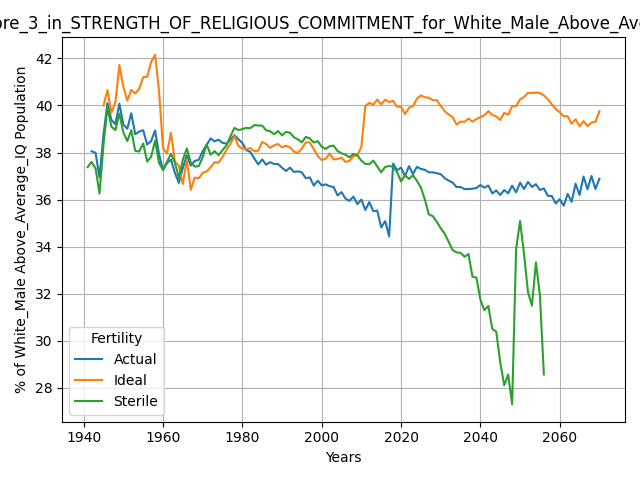 ore_3_in_STRENGTH_OF_RELIGIOUS_COMMITMENT_for_White_Male_Above_Ave
% of White_Male Above_Average_IQ Population
42
40
38
36
34
32
30
28
Fertility
Actual
Ideal
Sterile
1940 1960 1980 2000 2020 2040 2060
Years